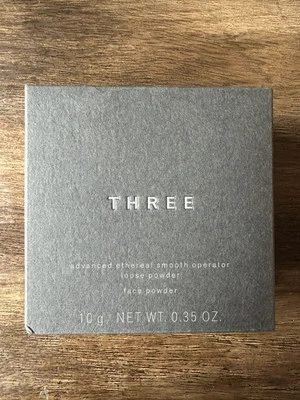 THREE
advanced ethereal smooth operator
loose powder
face powder
10 g NET WT. 0.35 OZ.